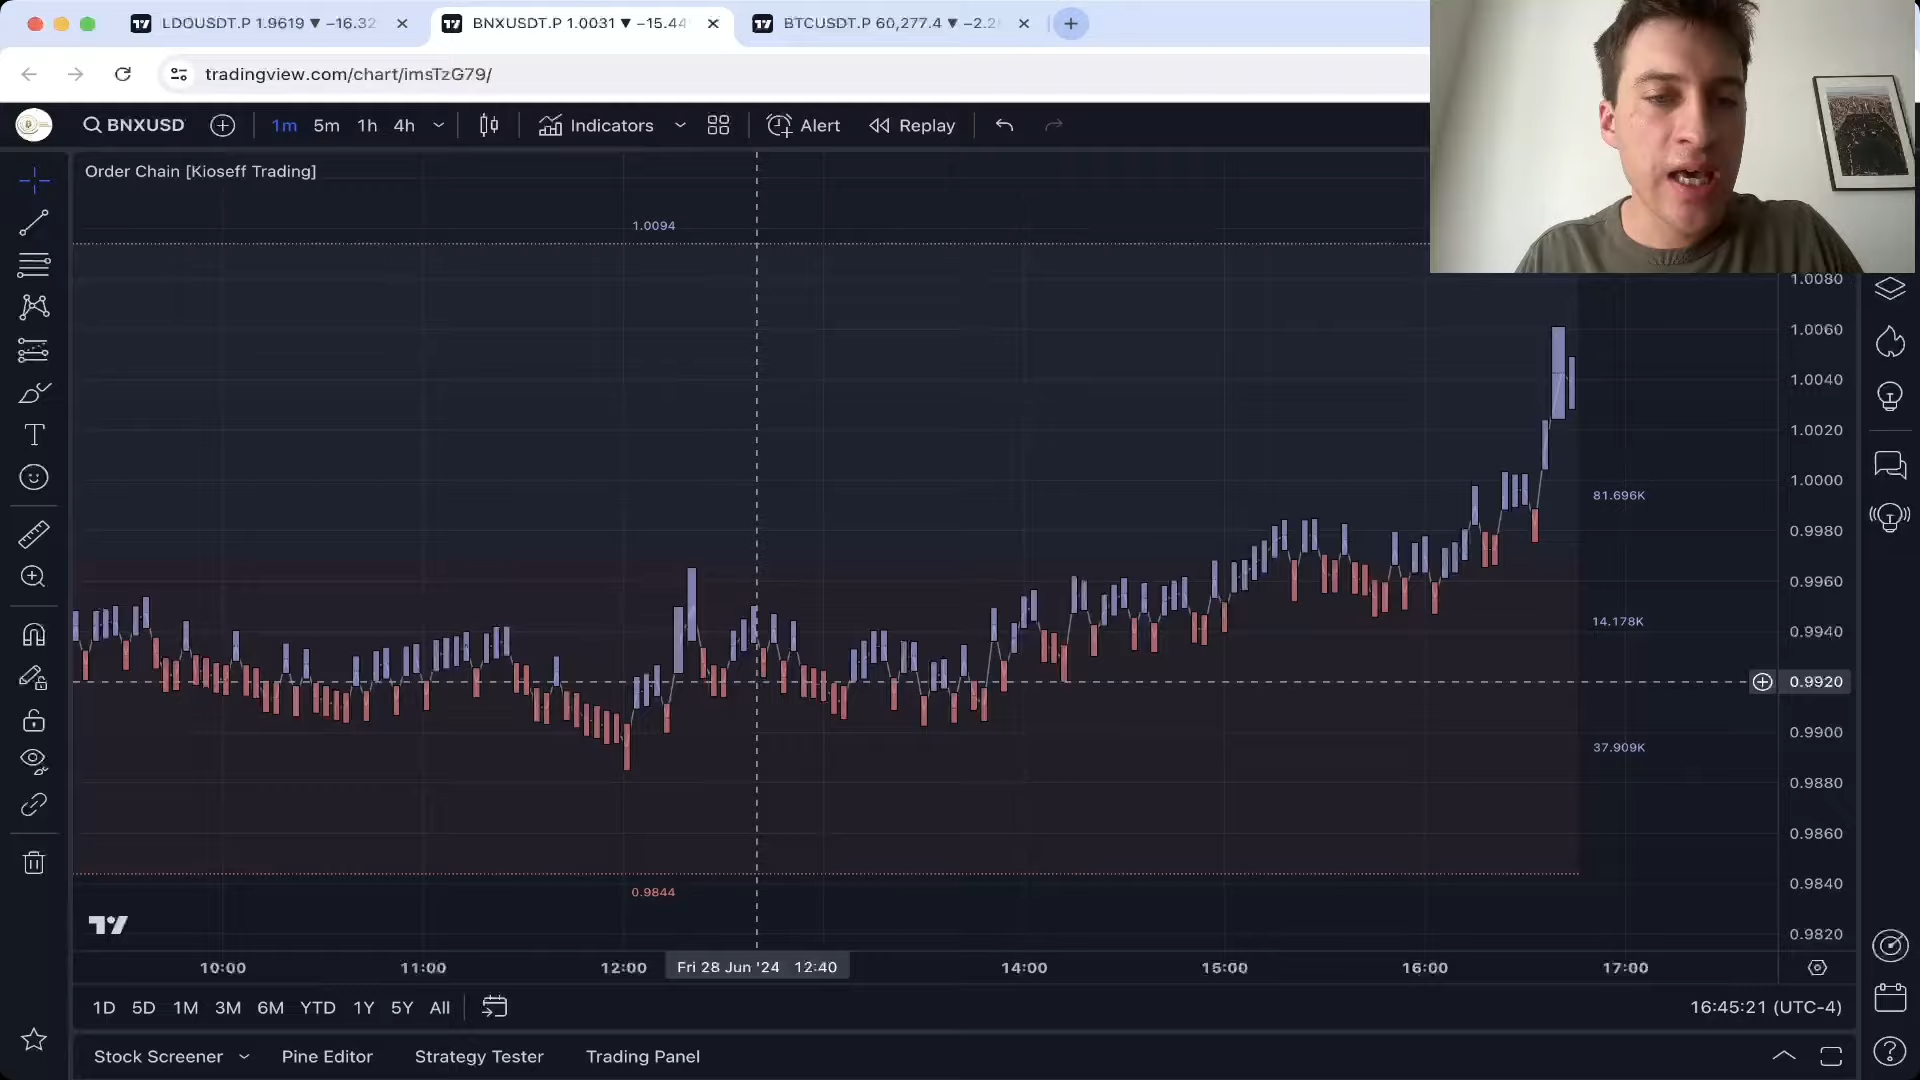 LDOUSDT.P 1.9619 ▼ −16.32
BNXUSDT.P 1.0031 ▼ −15.44
BTCUSDT.P 60,277.4 ▼ −2.2
tradingview.com/chart/imsTzG79/
BNXUSD
1m 5m 1h 4h
Indicators
Alert
Replay
Order Chain [Kioseff Trading]
1.0094
1.0080
1.0060
1.0040
1.0020
1.0000
81.696K
0.9980
0.9960
14.178K
0.9940
0.9920
0.9900
37.909K
0.9880
0.9860
0.9840
0.9844
0.9820
10:00 11:00 12:00 Fri 28 Jun '24 12:40 14:00 15:00 16:00 17:00
1D 5D 1M 3M 6M YTD 1Y 5Y All
16:45:21 (UTC-4)
Stock Screener Pine Editor Strategy Tester Trading Panel